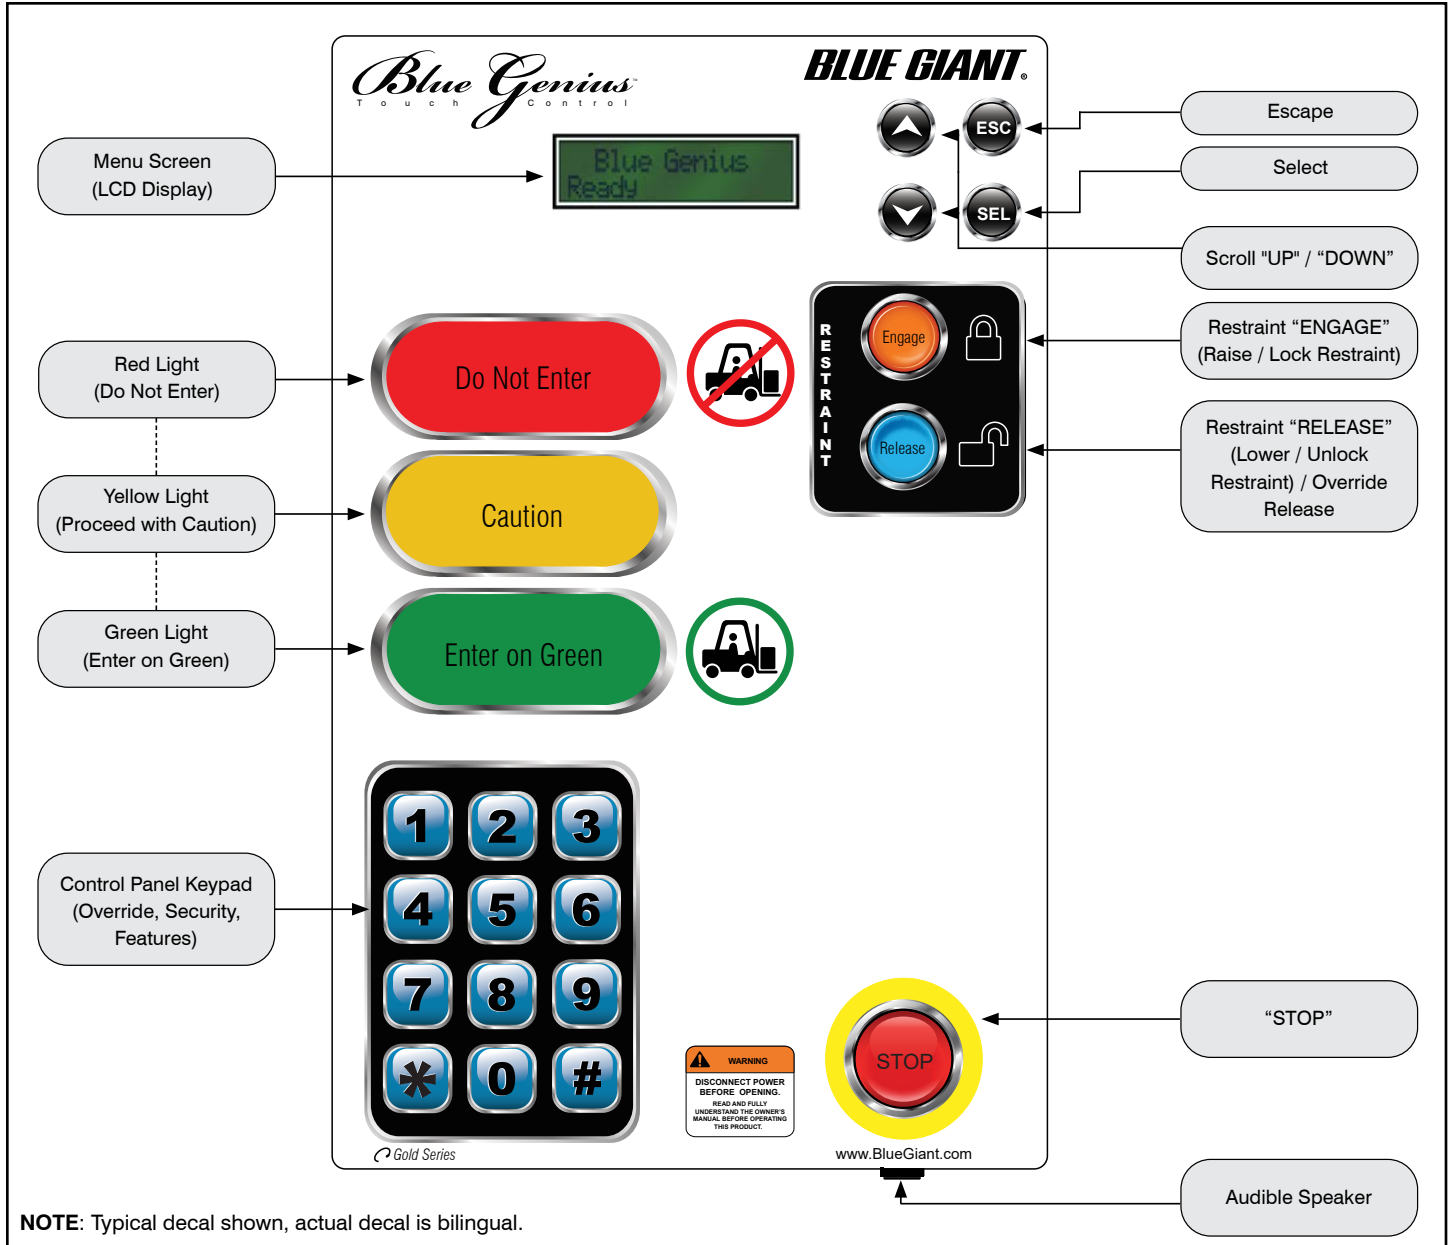 Blue Genius™
Touch Control
BLUE GIANT®
Blue Genius
Ready
ESC
SEL
Escape
Select
Scroll "UP" / “DOWN”
Menu Screen
(LCD Display)
Red Light
(Do Not Enter)
Yellow Light
(Proceed with Caution)
Green Light
(Enter on Green)
Do Not Enter
Caution
Enter on Green
RESTRAINT
Engage
Release
Restraint “ENGAGE”
(Raise / Lock Restraint)
Restraint “RELEASE”
(Lower / Unlock
Restraint) / Override
Release
Control Panel Keypad
(Override, Security,
Features)
1 2 3
4 5 6
7 8 9
* 0 #
Gold Series
WARNING
DISCONNECT POWER
BEFORE OPENING.
READ AND FULLY
UNDERSTAND THE OWNER'S
MANUAL BEFORE OPERATING
THIS PRODUCT.
STOP
www.BlueGiant.com
“STOP”
Audible Speaker
NOTE: Typical decal shown, actual decal is bilingual.